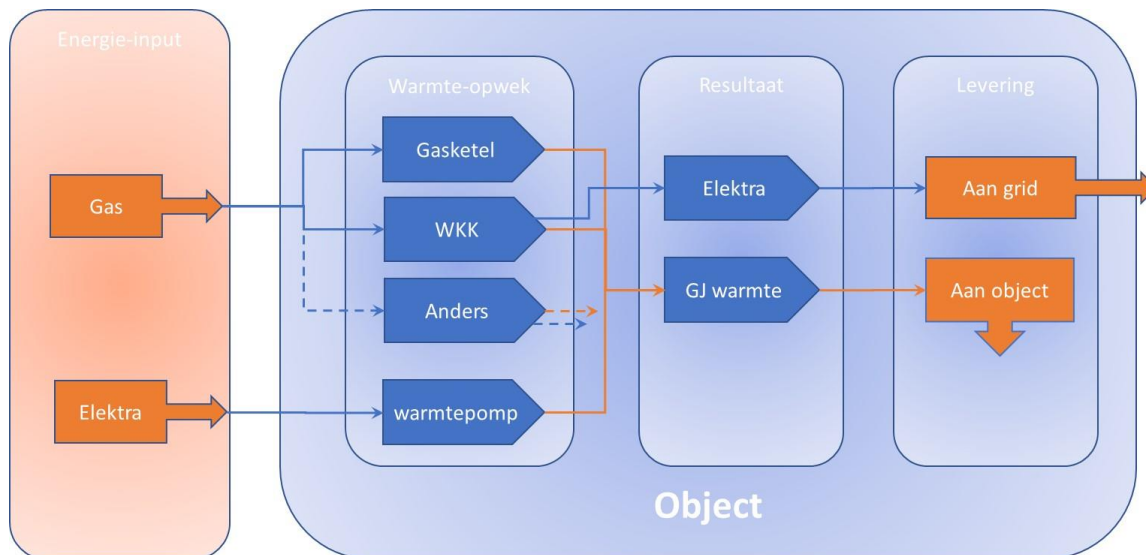 Energie-input
Gas
Elektra
Warmte-opwek
Gasketel
WKK
Anders
warmtepomp
Resultaat
Elektra
GJ warmte
Levering
Aan grid
Aan object
Object